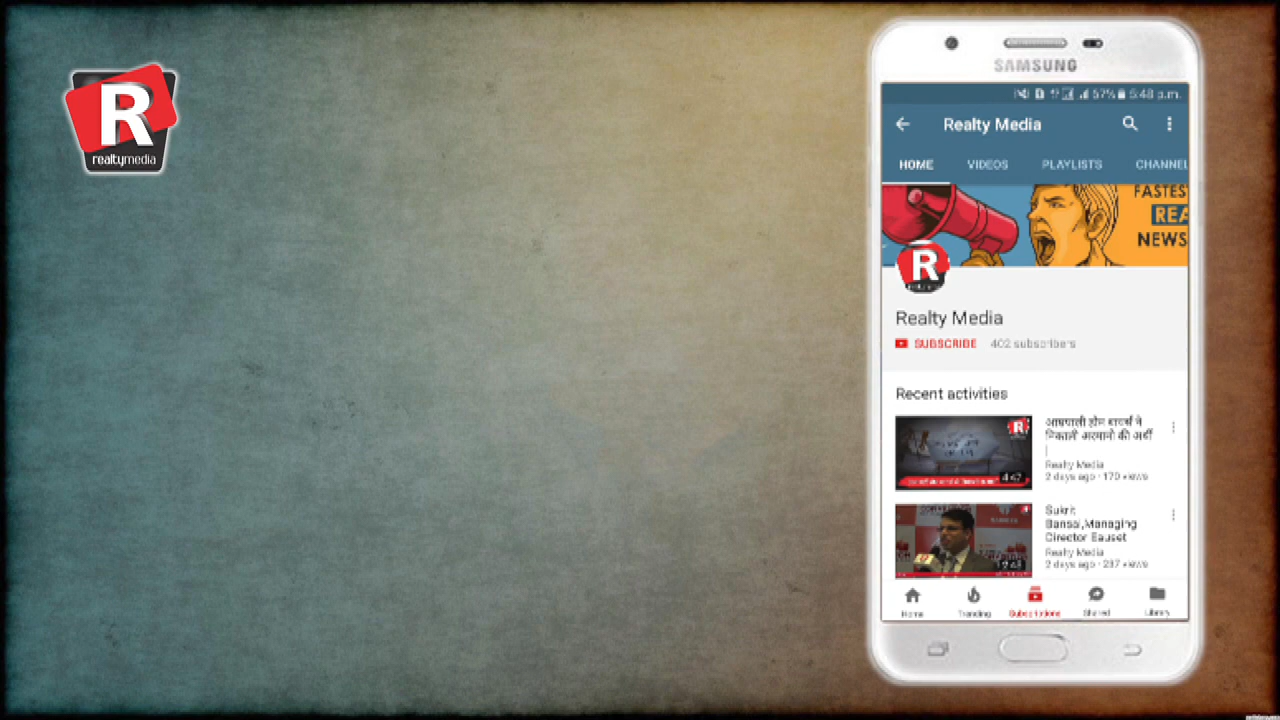 R
realtymedia
SAMSUNG
57% 5:48 p.m.
Realty Media
HOME VIDEOS PLAYLISTS CHANNEL
FASTES
REA
NEWS
R
Realty Media
SUBSCRIBE 402 subscribers
Recent activities
R
4:47
आम्रपाली होम बायर्स ने
निकाली अरमानो की अर्थी
|
Realty Media
2 days ago · 170 views
Sukrit
Bansal,Managing
Director Eauset
Realty Media
2 days ago · 237 views
Home Trending Subscriptions Shared Library